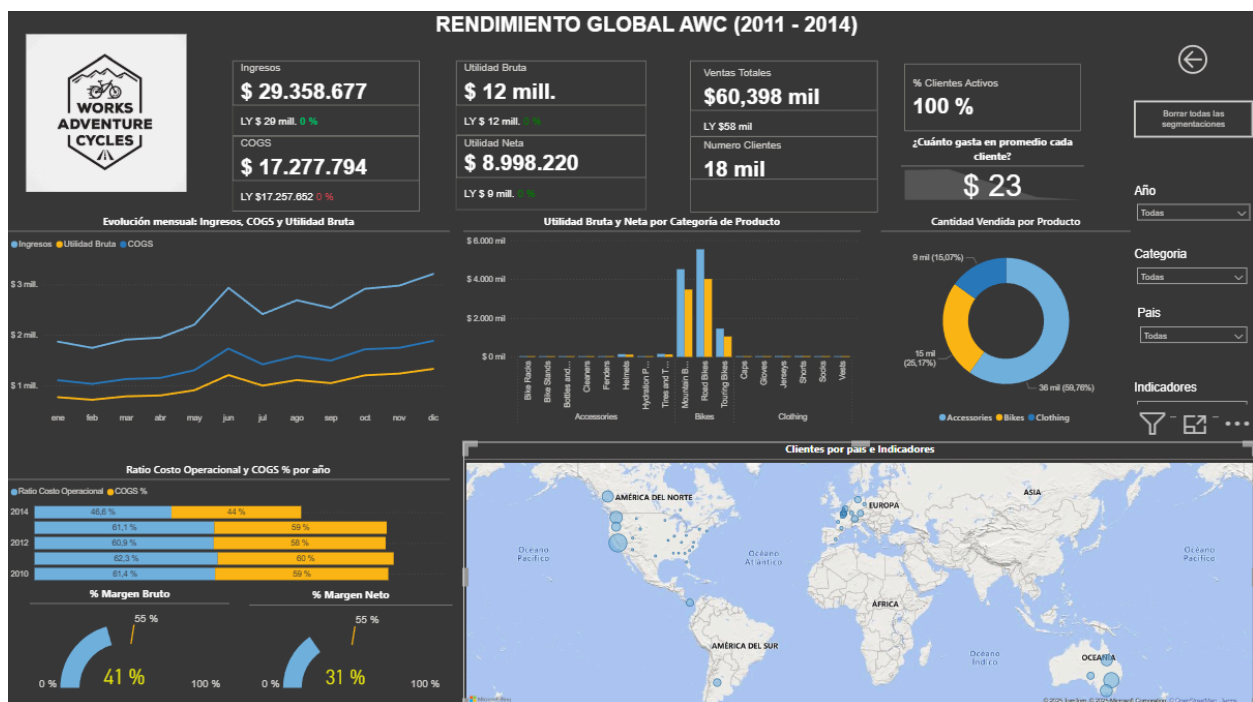 RENDIMIENTO GLOBAL AWC (2011 - 2014)
WORKS
ADVENTURE
CYCLES
Ingresos
$ 29.358.677
LY $ 29 mill. 0 %
COGS
$ 17.277.794
LY $17.257.652 0 %
Utilidad Bruta
$ 12 mill.
LY $ 12 mill. 0 %
Utilidad Neta
$ 8.998.220
LY $ 9 mill. 0 %
Ventas Totales
$60,398 mil
LY $58 mil
Numero Clientes
18 mil
% Clientes Activos
100 %
¿Cuánto gasta en promedio cada
cliente?
$ 23
Borrar todas las
segmentaciones
Año
Todas
Categoria
Todas
Pais
Todas
Indicadores
Evolución mensual: Ingresos, COGS y Utilidad Bruta
Ingresos Utilidad Bruta COGS
$ 3 mill.
$ 2 mill.
$ 1 mill.
ene feb mar abr may jun jul ago sep oct nov dic
Utilidad Bruta y Neta por Categoría de Producto
$ 6.000 mil
$ 4.000 mil
$ 2.000 mil
$ 0 mil
Bike Racks
Bike Stands
Bottles and...
Cleaners
Fenders
Helmets
Hydration P...
Tires and T...
Mountain B...
Road Bikes
Touring Bikes
Caps
Gloves
Jerseys
Shorts
Socks
Vests
Accessories Bikes Clothing
Cantidad Vendida por Producto
9 mil (15,07%)
15 mil
(25,17%)
36 mil (59,76%)
Accessories Bikes Clothing
Ratio Costo Operacional y COGS % por año
Ratio Costo Operacional COGS %
2014 46,6 % 44 %
61,1 % 59 %
2012 60,9 % 58 %
62,3 % 60 %
2010 61,4 % 59 %
% Margen Bruto
55 %
0 % 41 % 100 %
% Margen Neto
55 %
0 % 31 % 100 %
Clientes por país e Indicadores
AMÉRICA DEL NORTE
EUROPA
ASIA
Océano
Pacífico
Océano
Atlántico
Océano
Pacífico
ÁFRICA
AMÉRICA DEL SUR
Océano
Índico
OCEANÍA
Microsoft Bing
© 2025 TomTom, © 2025 Microsoft Corporation, © OpenStreetMap Terms